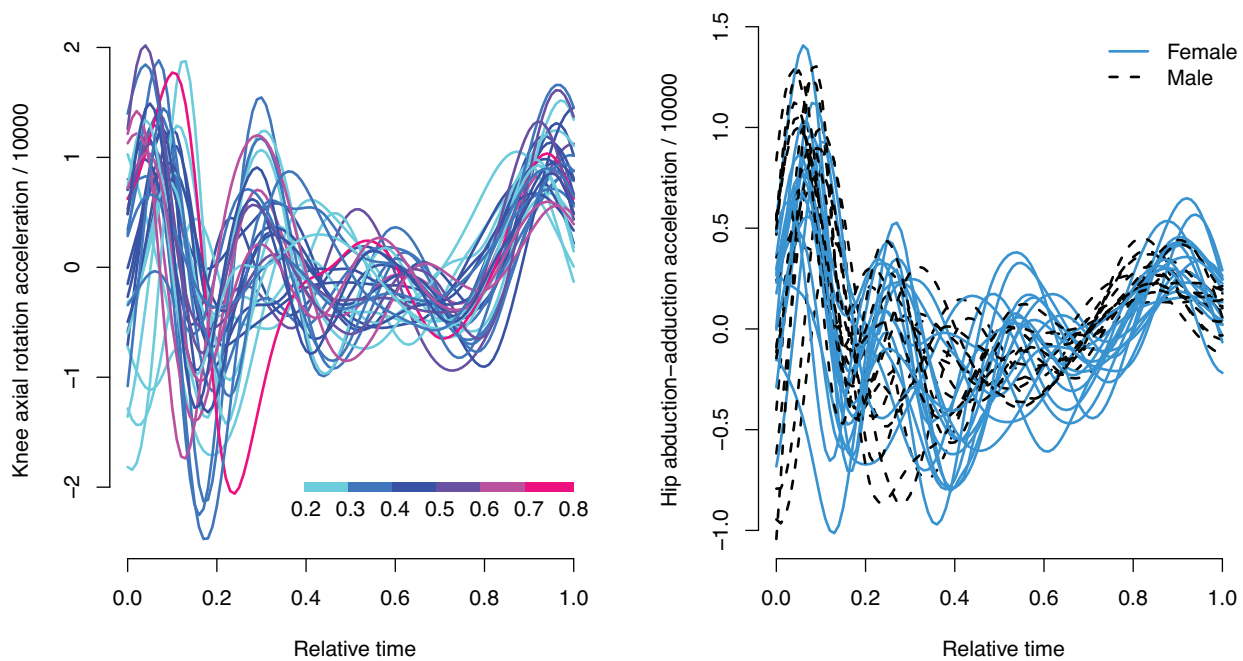 Knee axial rotation acceleration / 10000
2
1
0
−1
−2
0.2 0.3 0.4 0.5 0.6 0.7 0.8
0.0 0.2 0.4 0.6 0.8 1.0
Relative time
Hip abduction−adduction acceleration / 10000
1.5
1.0
0.5
0.0
−0.5
−1.0
Female
Male
0.0 0.2 0.4 0.6 0.8 1.0
Relative time